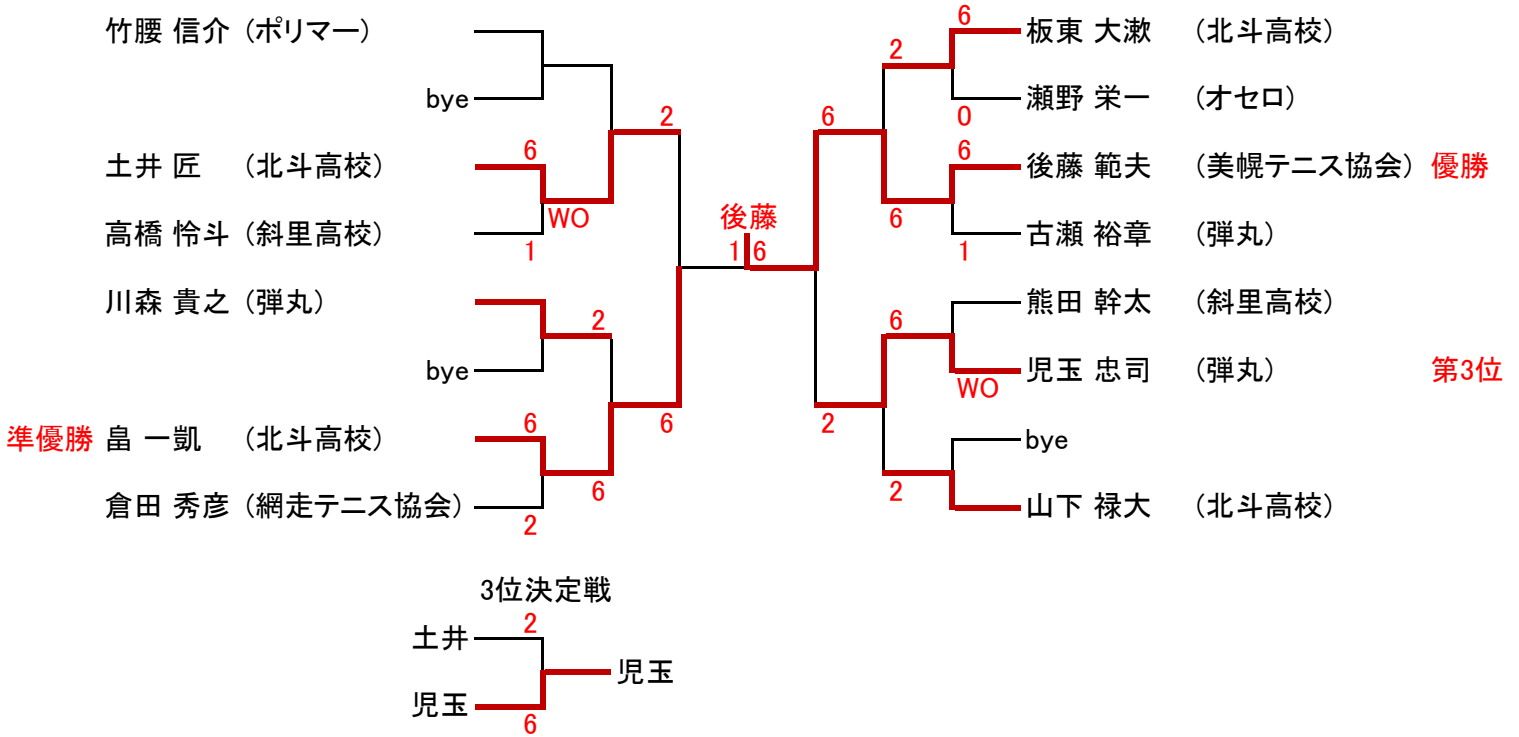 竹腰 信介 (ポリマー)
bye
2
6
土井 匠 (北斗高校)
WO
高橋 怜斗 (斜里高校)
1
川森 貴之 (弾丸)
2
bye
6
準優勝 畠 一凱 (北斗高校)
6
6
倉田 秀彦 (網走テニス協会)
2
後藤
1 6
6
板東 大漱 (北斗高校)
2
瀬野 栄一 (オセロ)
0
6
6
後藤 範夫 (美幌テニス協会) 優勝
6
古瀬 裕章 (弾丸)
1
熊田 幹太 (斜里高校)
6
児玉 忠司 (弾丸) 第3位
WO
2
bye
2
山下 禄大 (北斗高校)
3位決定戦
2
土井
児玉
児玉
6